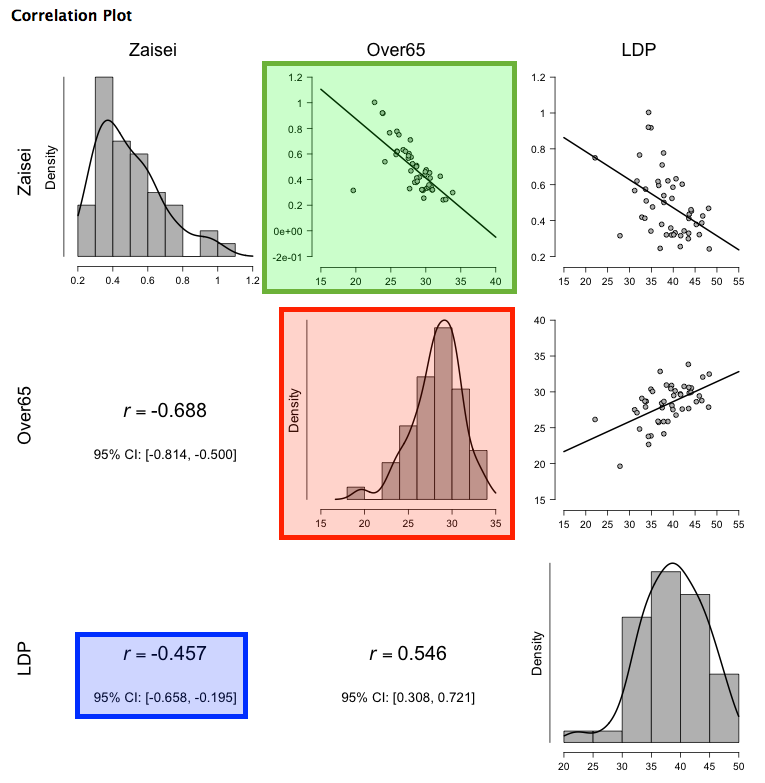 Correlation Plot
Zaisei
Over65
LDP
Zaisei
Density
0.2 0.4 0.6 0.8 1 1.2
1.2
1
0.8
0.6
0.4
0.2
0e+00
-2e-01
15 20 25 30 35 40
1.2
1
0.8
0.6
0.4
0.2
15 20 25 30 35 40 45 50 55
Over65
r = -0.688
95% CI: [-0.814, -0.500]
Density
15 20 25 30 35
40
35
30
25
20
15
15 20 25 30 35 40 45 50 55
LDP
r = -0.457
95% CI: [-0.658, -0.195]
r = 0.546
95% CI: [0.308, 0.721]
Density
20 25 30 35 40 45 50